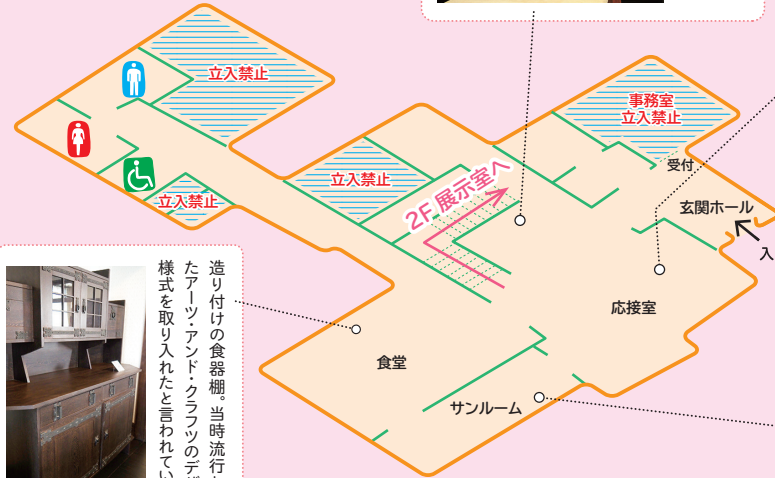 立入禁止
事務室
立入禁止
受付
玄関ホール
入
立入禁止
2F 展示室へ
立入禁止
応接室
食堂
サンルーム
造り付けの食器棚。当時流行
たアーツ・アンド・クラフツのデザ
様式を取り入れたと言われてい